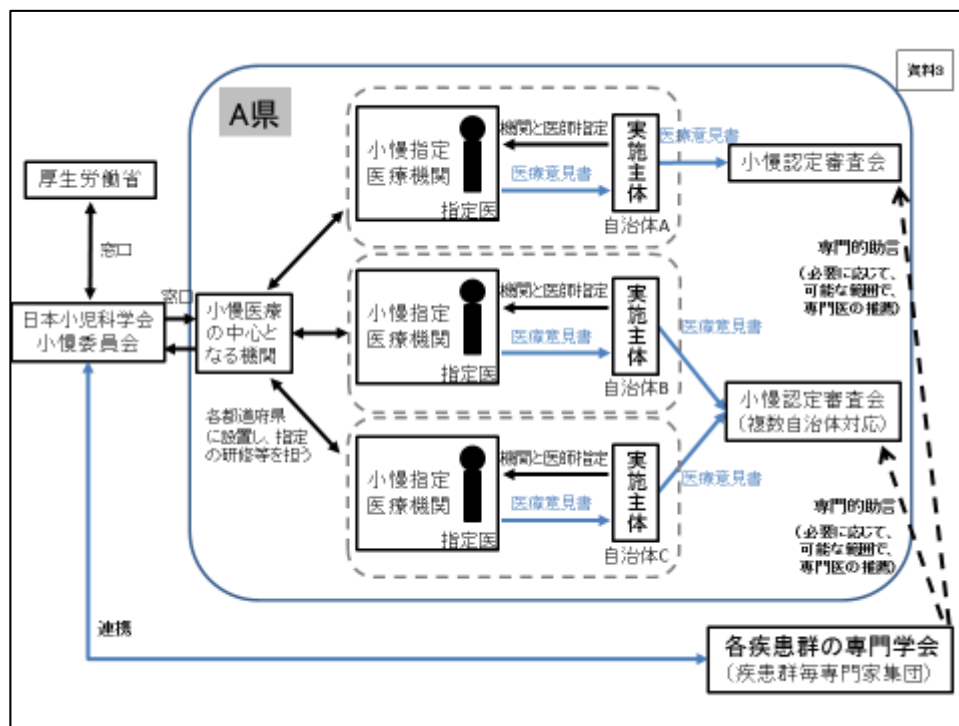 資料3
A県
厚生労働省
窓口
日本小児科学会
小慢委員会
窓口
小慢医療
の中心と
なる機関
各都道府県
に設置し、指定
の研修等を担う
小慢指定
医療機関
指定医
機関と医師指定
医療意見書
実施主体
自治体A
医療意見書
小慢認定審査会
小慢指定
医療機関
指定医
機関と医師指定
医療意見書
実施主体
自治体B
医療意見書
小慢指定
医療機関
指定医
機関と医師指定
医療意見書
実施主体
自治体C
医療意見書
小慢認定審査会
（複数自治体対応）
専門的助言
（必要に応じて、
可能な範囲で、
専門医の推薦）
専門的助言
（必要に応じて、
可能な範囲で、
専門医の推薦）
連携
各疾患群の専門学会
（疾患群毎専門家集団）